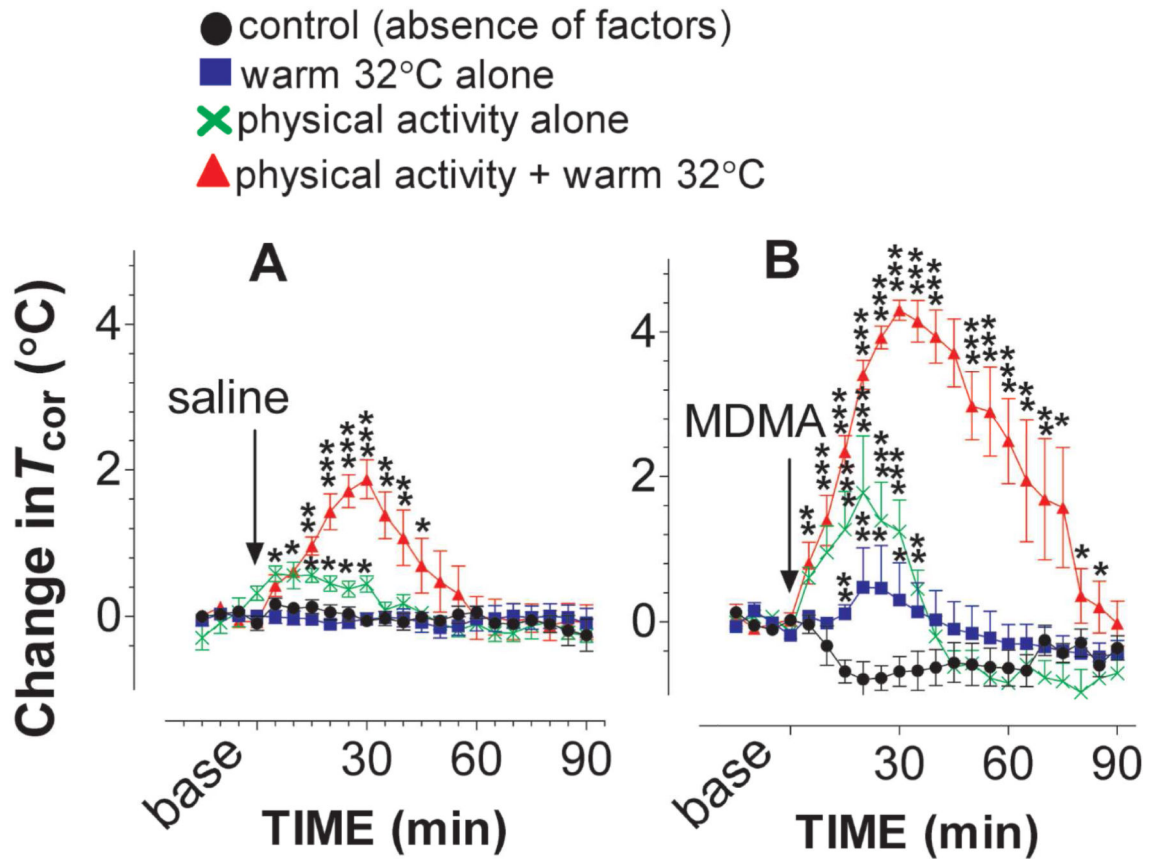 control (absence of factors)
warm 32°C alone
physical activity alone
physical activity + warm 32°C
A
B
Change in Tcor (°C)
4
2
0
saline
base
30
60
90
TIME (min)
4
2
0
MDMA
base
30
60
90
TIME (min)